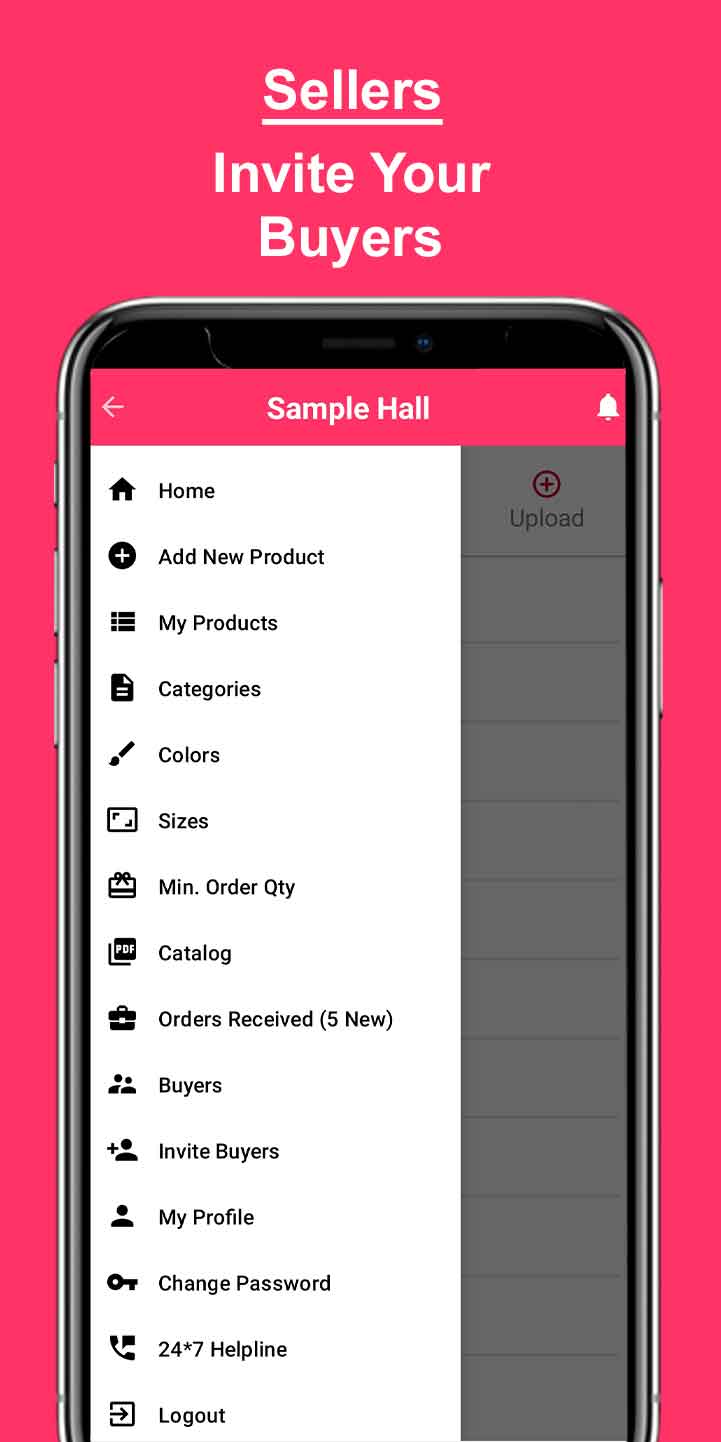 Sellers
Invite Your
Buyers
Sample Hall
Home
Upload
Add New Product
My Products
Categories
Colors
Sizes
Min. Order Qty
PDF
Catalog
Orders Received (5 New)
Buyers
Invite Buyers
My Profile
Change Password
24*7 Helpline
Logout